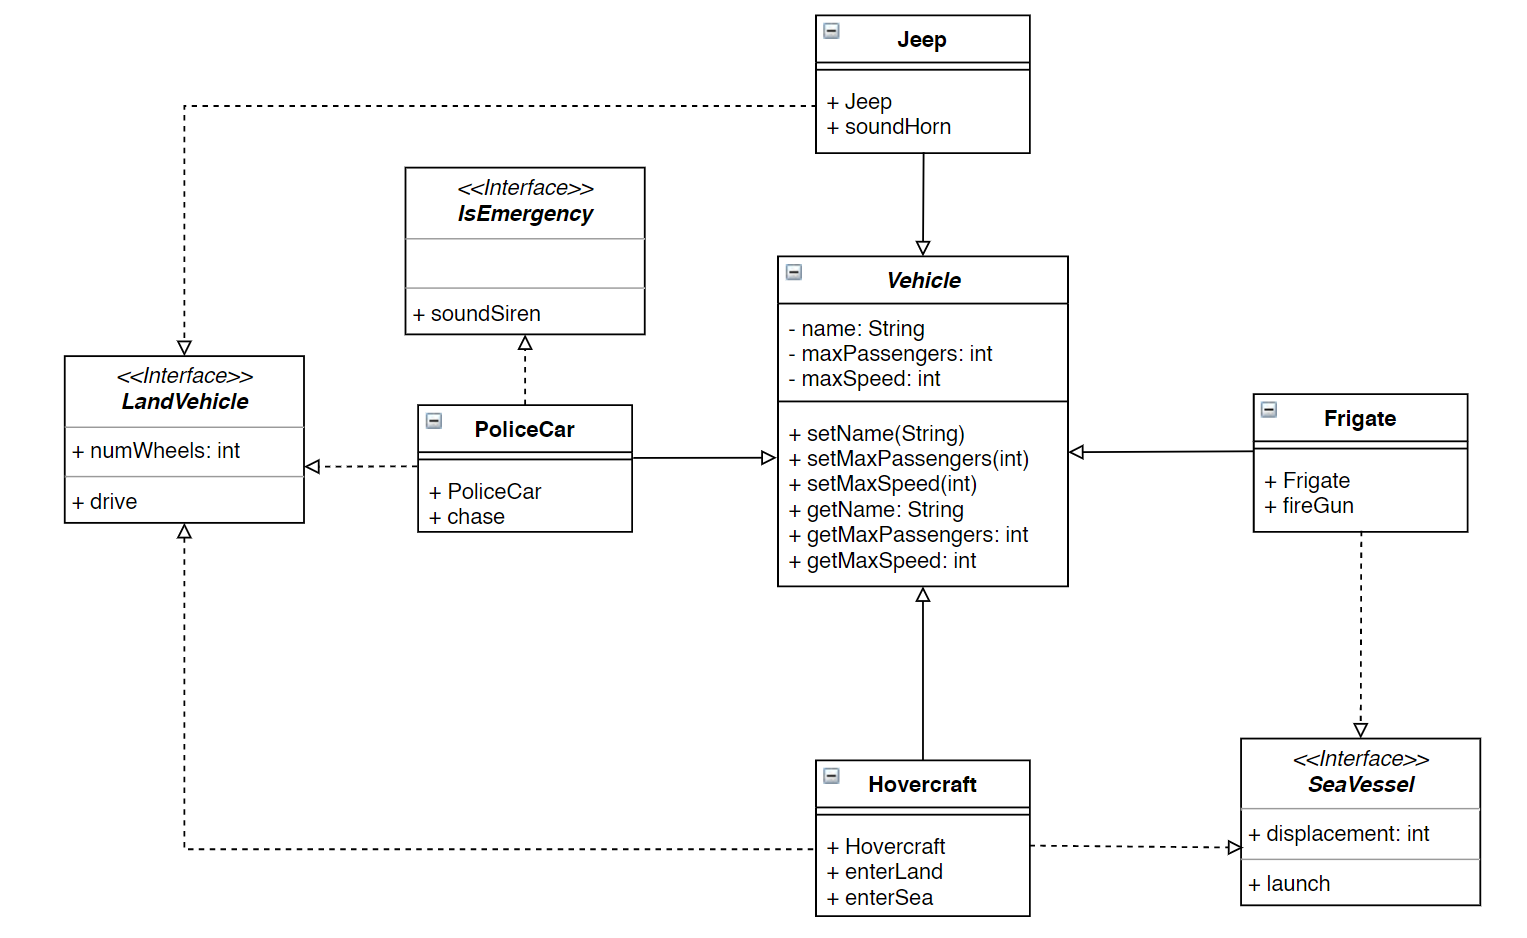 Jeep
+ Jeep
+ soundHorn
<<Interface>>
IsEmergency
+ soundSiren
Vehicle
- name: String
- maxPassengers: int
- maxSpeed: int
+ setName(String)
+ setMaxPassengers(int)
+ setMaxSpeed(int)
+ getName: String
+ getMaxPassengers: int
+ getMaxSpeed: int
<<Interface>>
LandVehicle
+ numWheels: int
+ drive
PoliceCar
+ PoliceCar
+ chase
Frigate
+ Frigate
+ fireGun
Hovercraft
+ Hovercraft
+ enterLand
+ enterSea
<<Interface>>
SeaVessel
+ displacement: int
+ launch